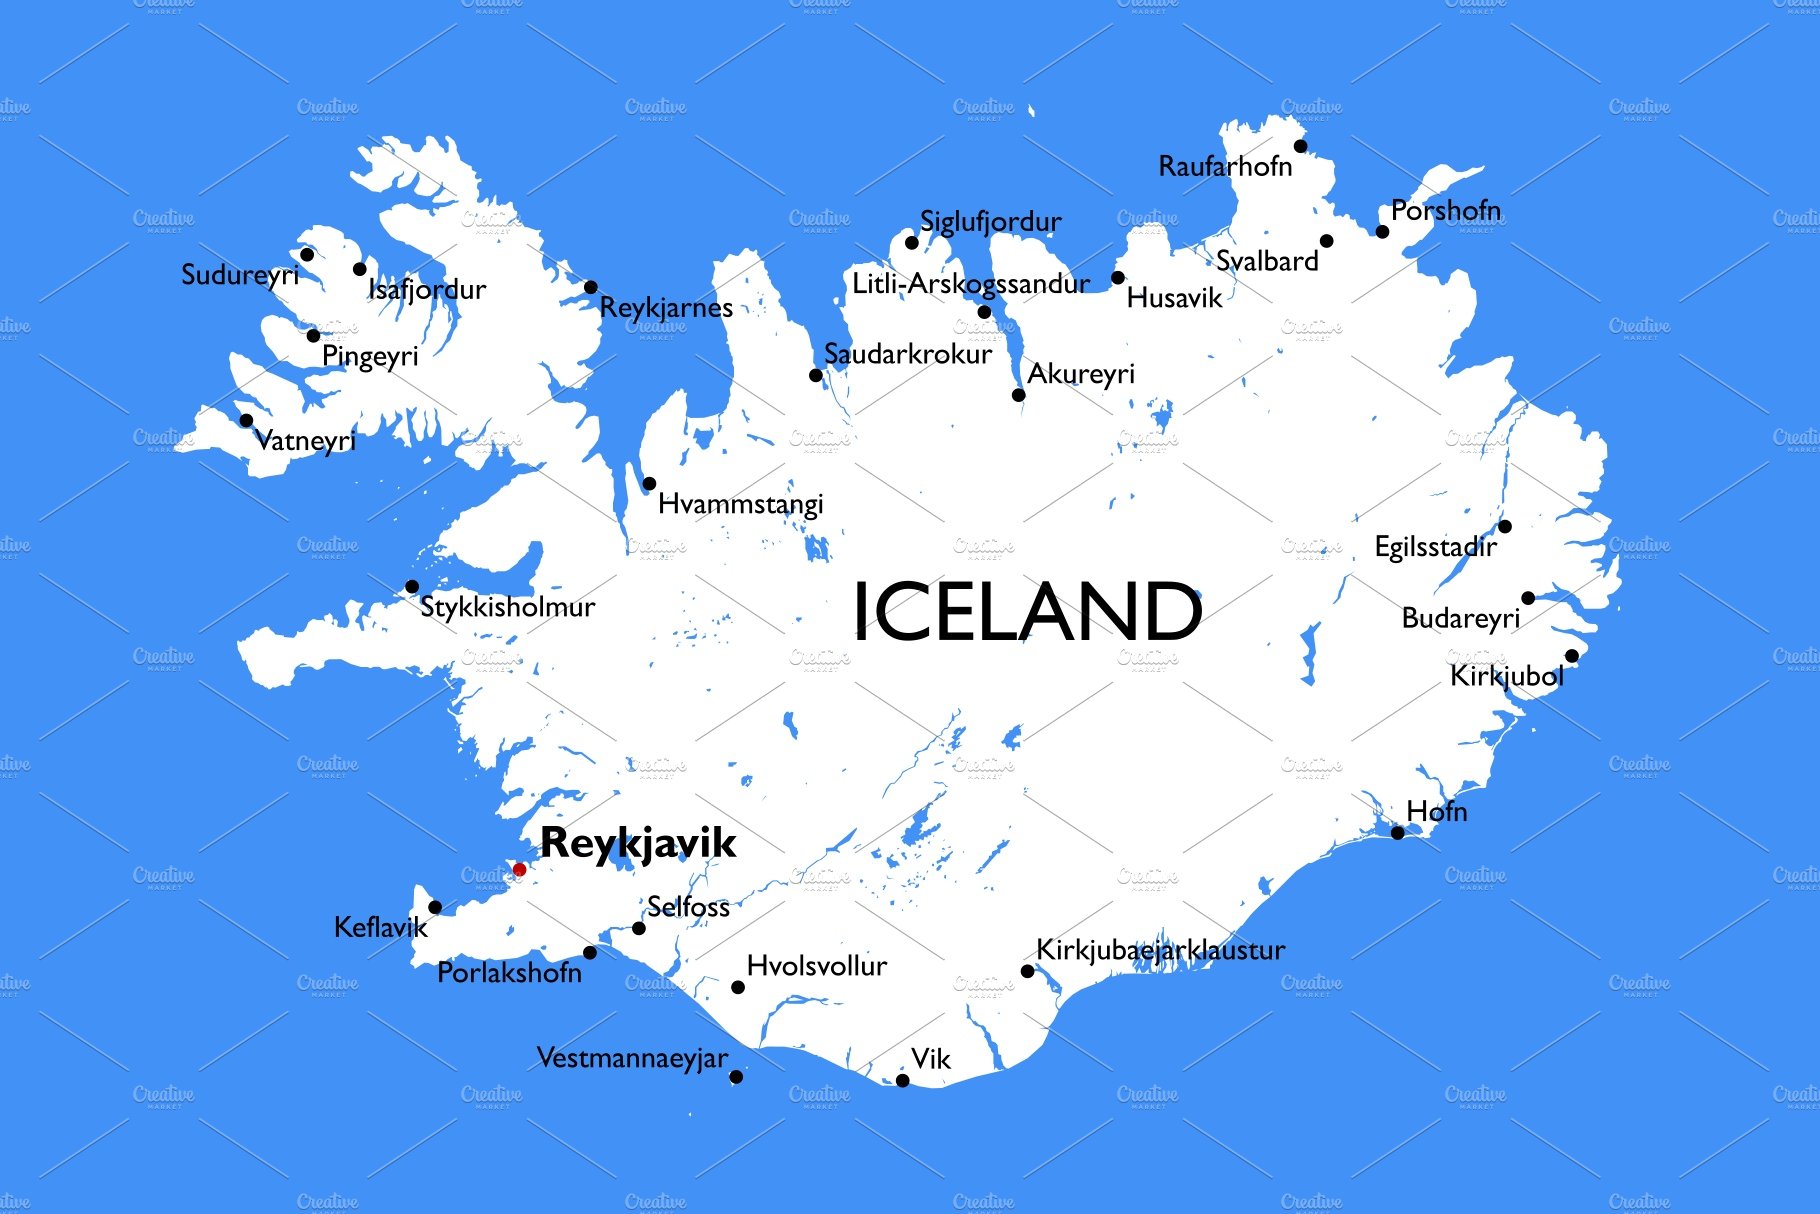 Raufarhofn
Porshofn
Siglufjordur
Svalbard
Sudureyri
Isafjordur
Litli-Arskogssandur
Husavik
Reykjarnes
Pingeyri
Saudarkrokur
Akureyri
Vatneyri
Hvammstangi
Egilsstadir
Stykkisholmur
ICELAND
Budareyri
Kirkjubol
Hofn
Reykjavik
Selfoss
Keflavik
Kirkjubaejarklaustur
Porlakshofn
Hvolsvollur
Vestmannaeyjar
Vik
Creative
MARKET